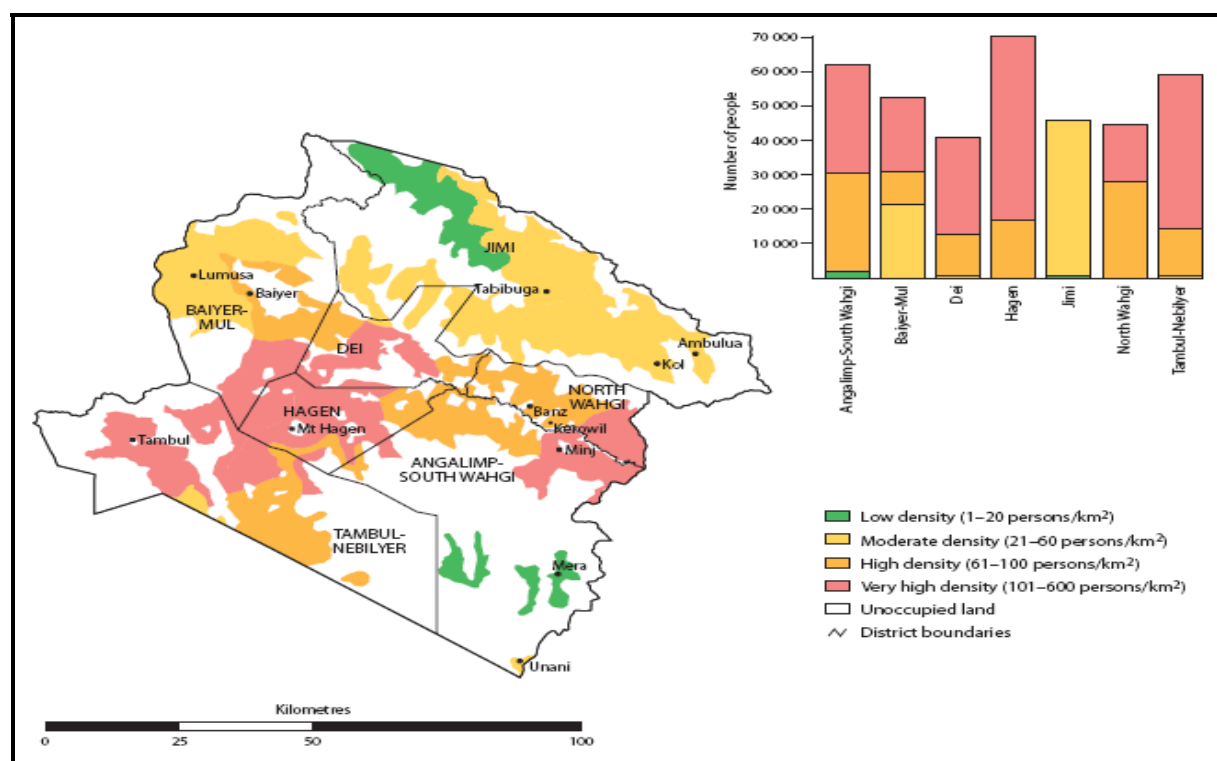 70 000
60 000
50 000
40 000
30 000
20 000
10 000
Number of people
Angalimp-South Wahgi
Baiyer-Mul
Dei
Hagen
Jimi
North Wahgi
Tambul-Nebilyer
JIMI
Lumusa
Baiyer
BAIYER-
MUL
Tabibuga
DEI
Ambulua
Kol
NORTH
WAHGI
HAGEN
Mt Hagen
Banz
Kerowil
Minj
Tambul
ANGALIMP-
SOUTH WAHGI
TAMBUL-
NEBILYER
Mera
Unani
Low density (1–20 persons/km²)
Moderate density (21–60 persons/km²)
High density (61–100 persons/km²)
Very high density (101–600 persons/km²)
Unoccupied land
District boundaries
Kilometres
0 25 50 100